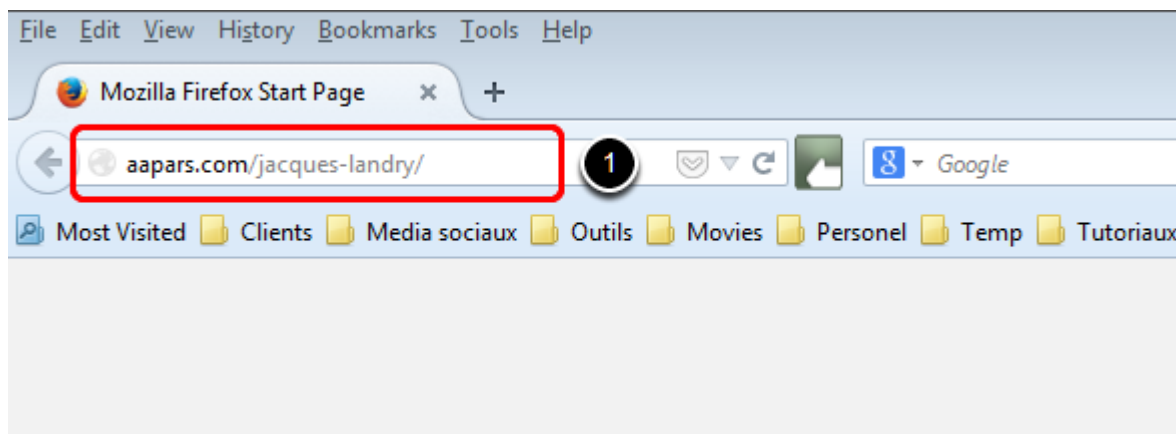 File Edit View History Bookmarks Tools Help
Mozilla Firefox Start Page
aapars.com/jacques-landry/ 1 8 Google
Most Visited Clients Media sociaux Outils Movies Personel Temp Tutoriaux